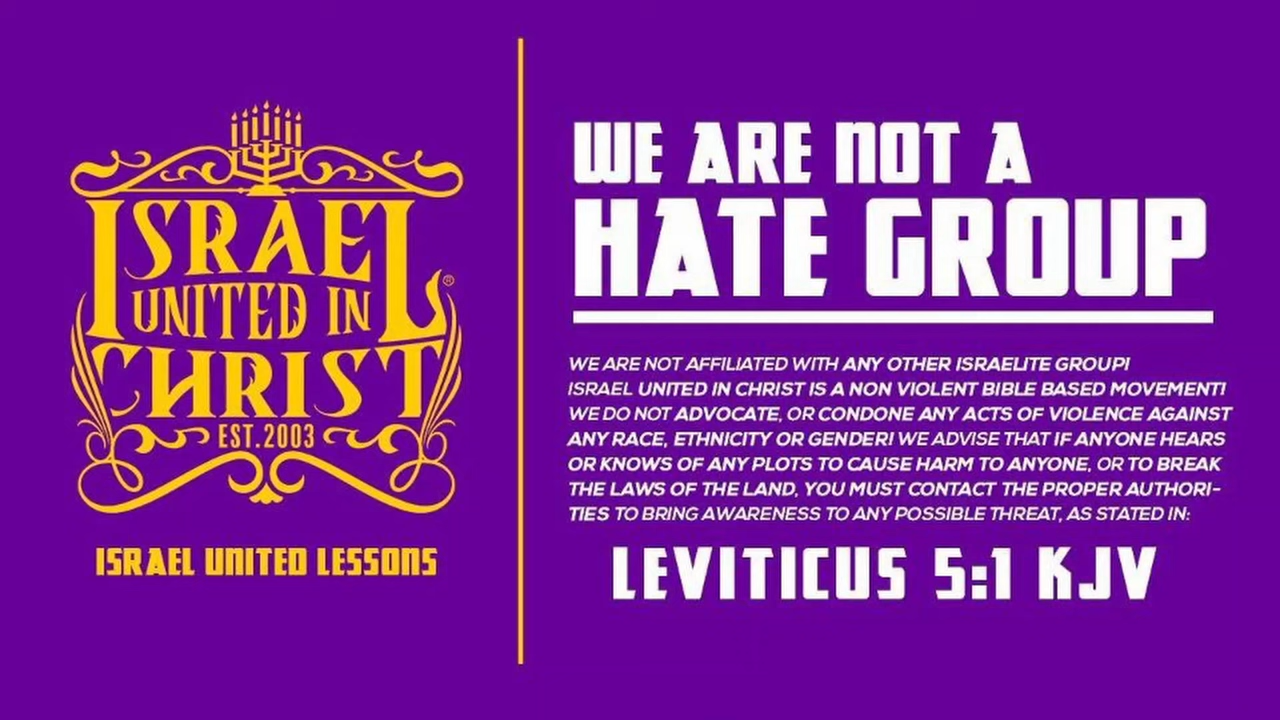 ISRAEL
UNITED IN
CHRIST
®
EST.2003
ISRAEL UNITED LESSONS
WE ARE NOT A
HATE GROUP
WE ARE NOT AFFILIATED WITH ANY OTHER ISRAELITE GROUP!
ISRAEL UNITED IN CHRIST IS A NON VIOLENT BIBLE BASED MOVEMENT!
WE DO NOT ADVOCATE, OR CONDONE ANY ACTS OF VIOLENCE AGAINST
ANY RACE, ETHNICITY OR GENDER! WE ADVISE THAT IF ANYONE HEARS
OR KNOWS OF ANY PLOTS TO CAUSE HARM TO ANYONE, OR TO BREAK
THE LAWS OF THE LAND, YOU MUST CONTACT THE PROPER AUTHORI-
TIES TO BRING AWARENESS TO ANY POSSIBLE THREAT, AS STATED IN:
LEVITICUS 5:1 KJV